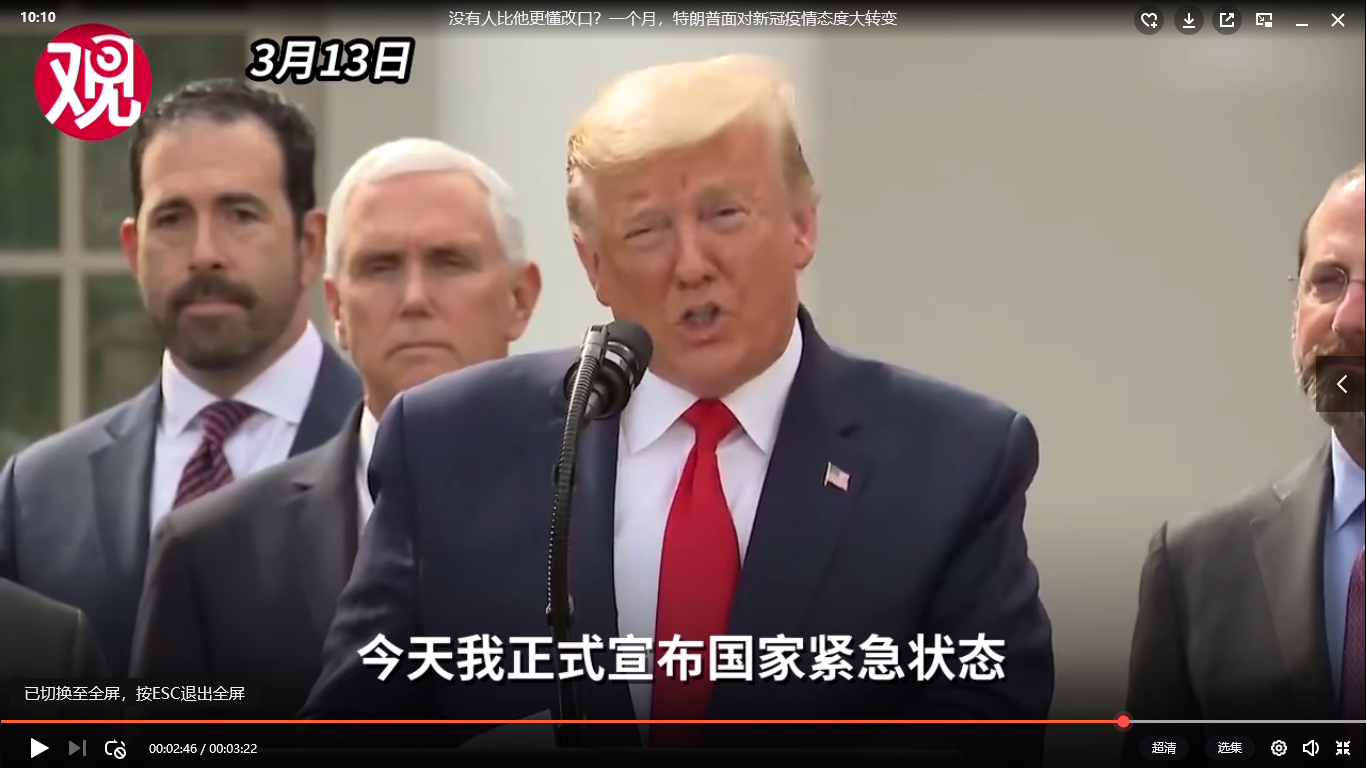 10:10
没有人比他更懂改口？一个月，特朗普面对新冠疫情态度大转变
观
3月13日
今天我正式宣布国家紧急状态
已切换至全屏，按ESC退出全屏
00:02:46 / 00:03:22
超清
选集